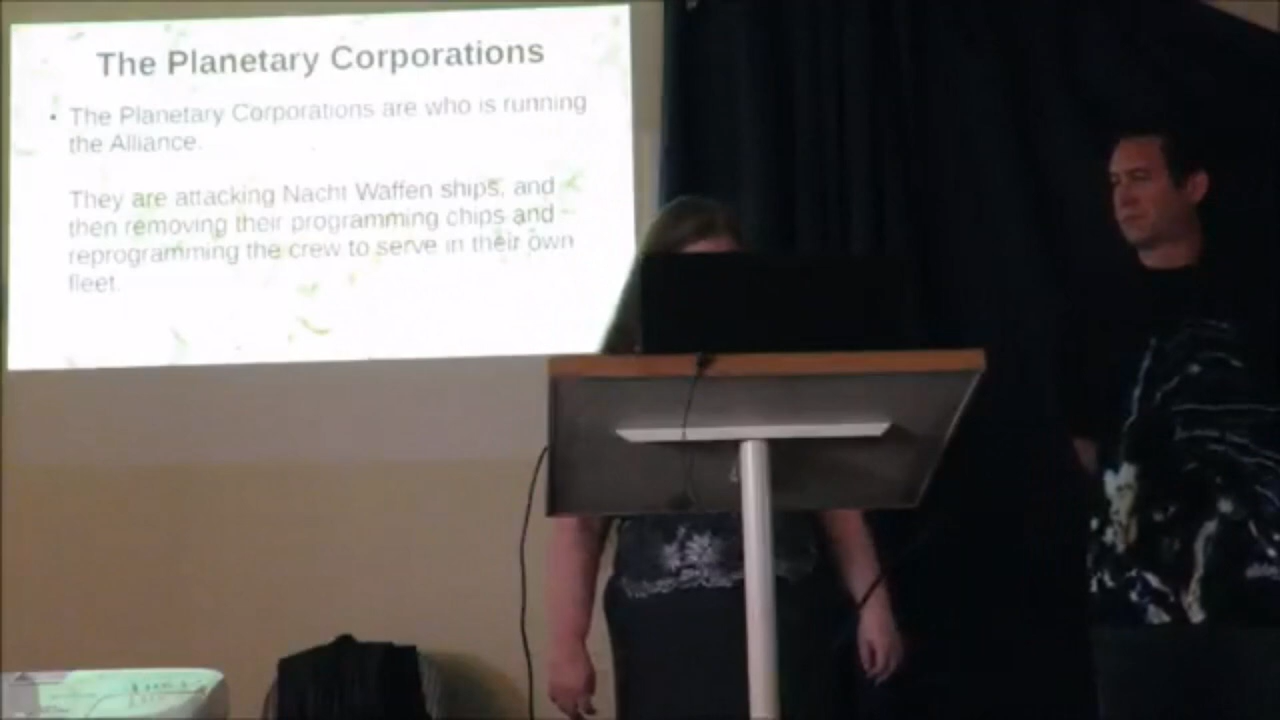 The Planetary Corporations
• The Planetary Corporations are who is running
the Alliance.
They are attacking Nacht Waffen ships, and
then removing their programming chips and
reprogramming the crew to serve in their own
fleet.